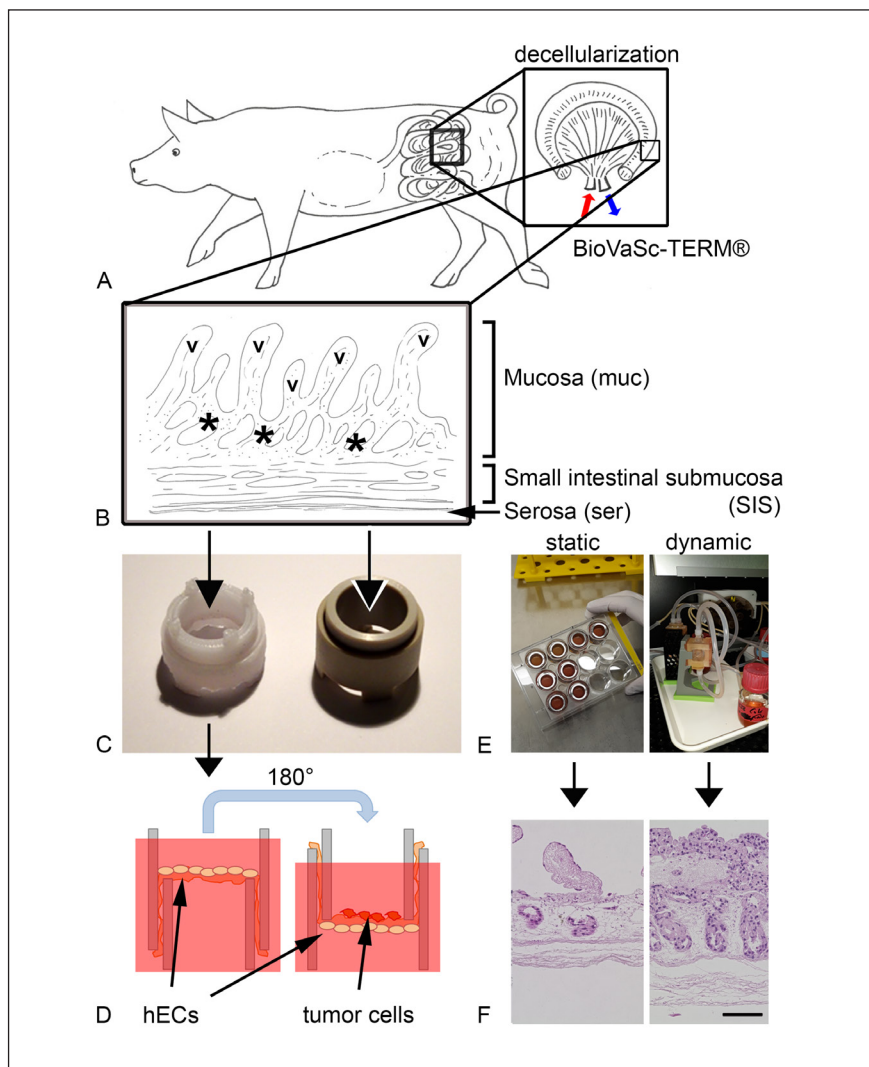 decellularization
BioVaSc-TERM®
A
v v v v v
Mucosa (muc)
* * *
Small intestinal submucosa
(SIS)
B
Serosa (ser)
static dynamic
C
E
180°
D
hECs
tumor cells
F